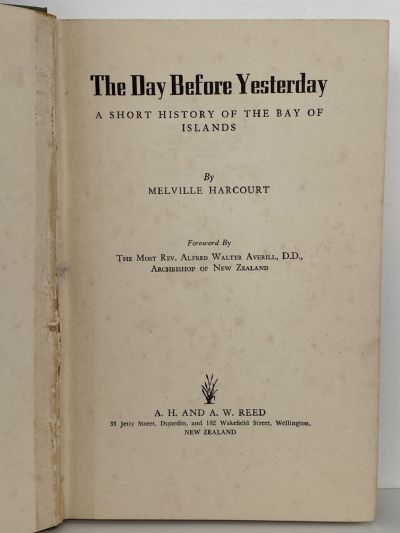 The Day Before Yesterday
A SHORT HISTORY OF THE BAY OF
ISLANDS
By
MELVILLE HARCOURT
Foreword By
THE MOST REV. ALFRED WALTER AVERILL, D.D.,
ARCHBISHOP OF NEW ZEALAND
A. H. AND A. W. REED
33 Jetty Street, Dunedin, and 182 Wakefield Street, Wellington,
NEW ZEALAND